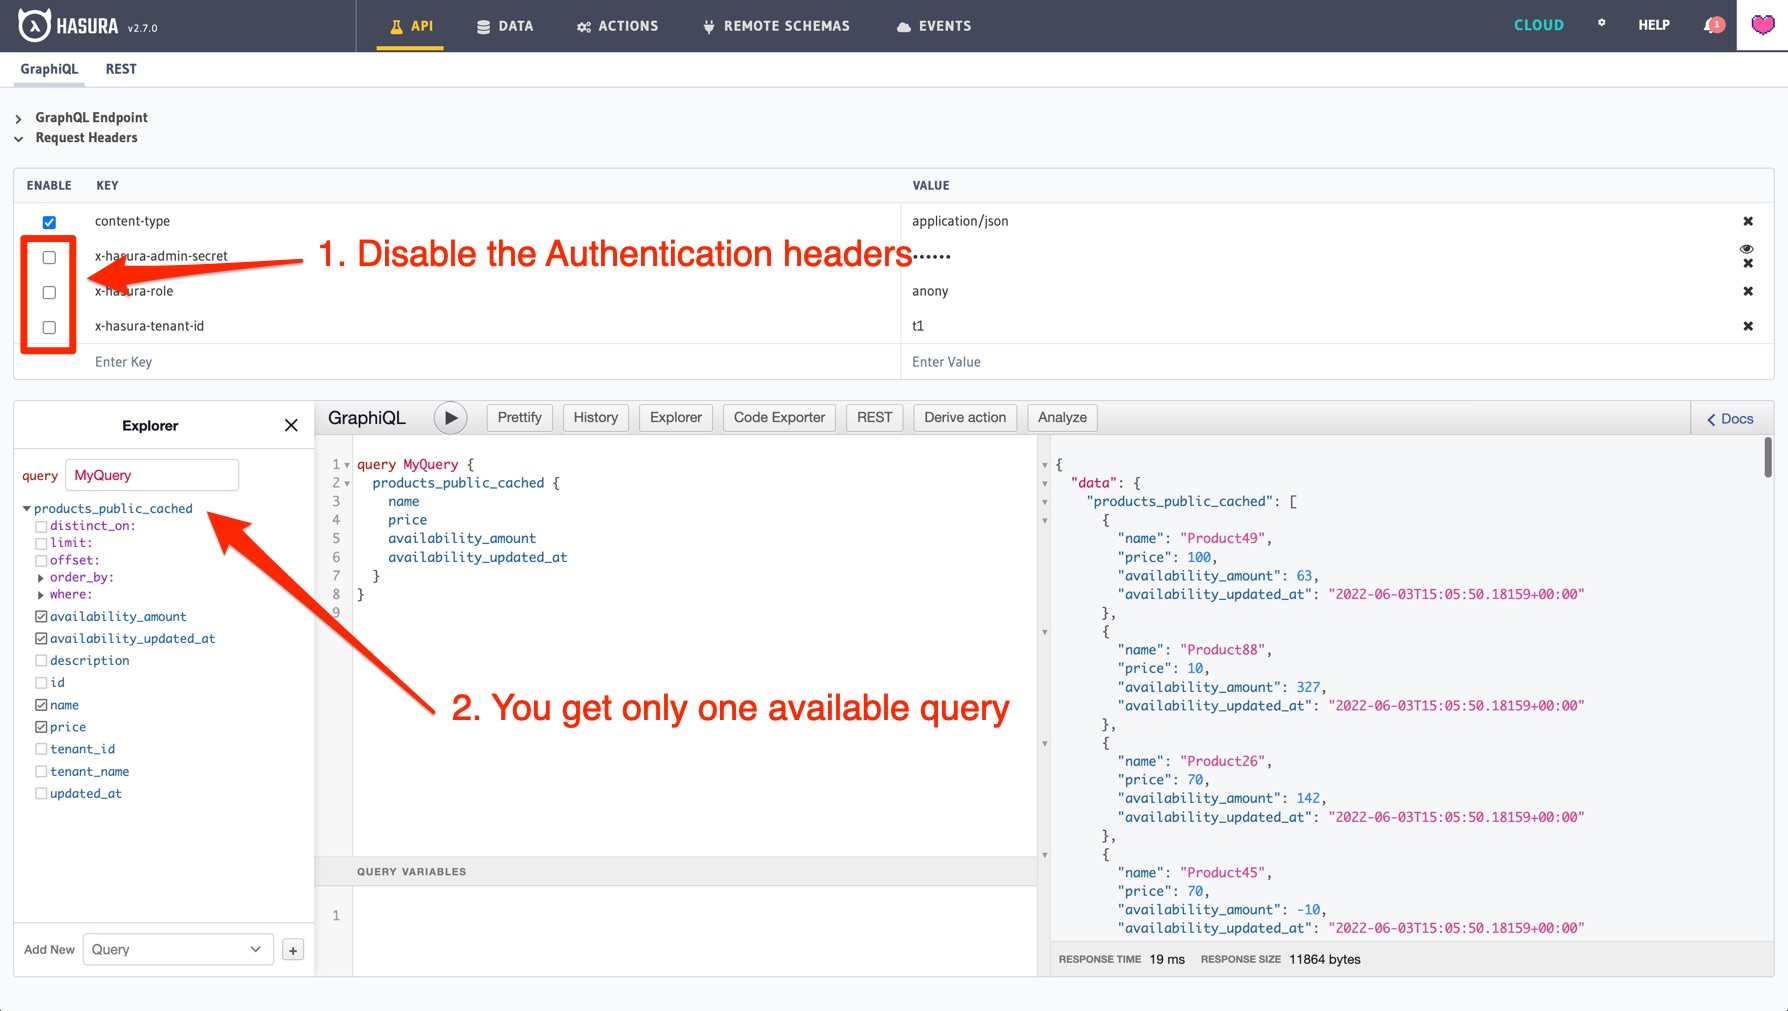 HASURA v2.7.0
API
DATA
ACTIONS
REMOTE SCHEMAS
EVENTS
CLOUD
HELP
1
GraphiQL REST
GraphQL Endpoint
Request Headers
ENABLE KEY VALUE
content-type application/json
x-hasura-admin-secret ••••••
1. Disable the Authentication headers
x-hasura-role anony
x-hasura-tenant-id t1
Enter Key Enter Value
Explorer
query MyQuery
products_public_cached
distinct_on:
limit:
offset:
order_by:
where:
availability_amount
availability_updated_at
description
id
name
price
tenant_id
tenant_name
updated_at
Add New Query +
GraphiQL Prettify History Explorer Code Exporter REST Derive action Analyze Docs
1 query MyQuery {
2 products_public_cached {
3 name
4 price
5 availability_amount
6 availability_updated_at
7 }
8 }
9
2. You get only one available query
QUERY VARIABLES
1
{
"data": {
"products_public_cached": [
{
"name": "Product49",
"price": 100,
"availability_amount": 63,
"availability_updated_at": "2022-06-03T15:05:50.18159+00:00"
},
{
"name": "Product88",
"price": 10,
"availability_amount": 327,
"availability_updated_at": "2022-06-03T15:05:50.18159+00:00"
},
{
"name": "Product26",
"price": 70,
"availability_amount": 142,
"availability_updated_at": "2022-06-03T15:05:50.18159+00:00"
},
{
"name": "Product45",
"price": 70,
"availability_amount": -10,
"availability_updated_at": "2022-06-03T15:05:50.18159+00:00"
RESPONSE TIME 19 ms RESPONSE SIZE 11864 bytes